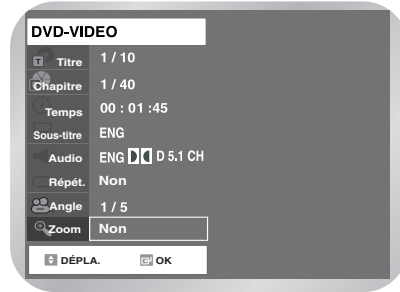 DVD-VIDEO
T Titre 1 / 10
Chapitre 1 / 40
Temps 00 : 01 :45
Sous-titre ENG
Audio ENG D 5.1 CH
Répét. Non
Angle 1 / 5
Zoom Non
DÉPLA. OK